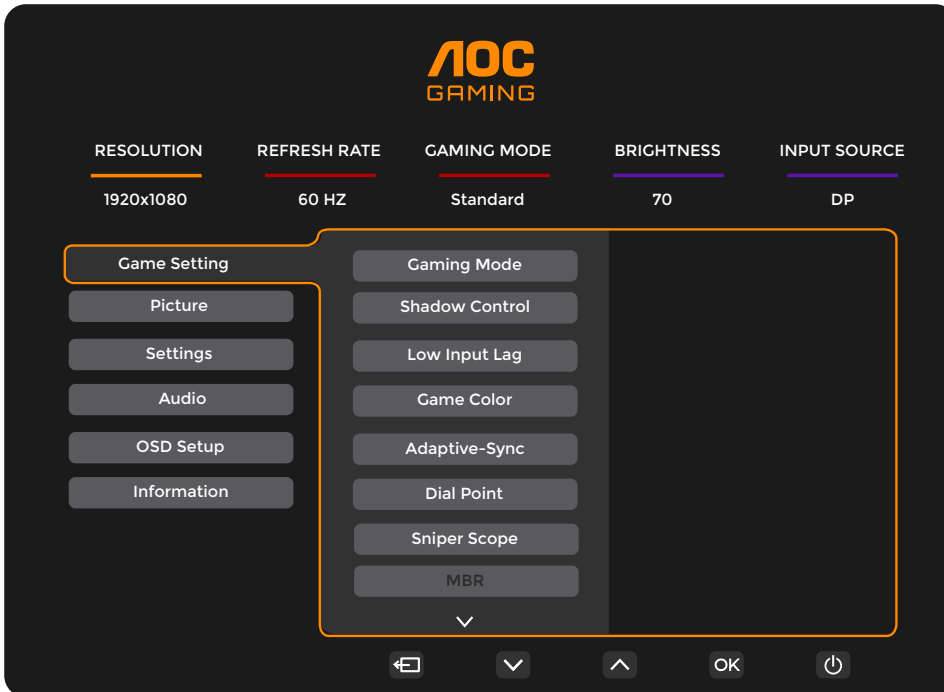 AOC
GAMING
RESOLUTION REFRESH RATE GAMING MODE BRIGHTNESS INPUT SOURCE
1920x1080 60 HZ Standard 70 DP
Game Setting
Picture
Settings
Audio
OSD Setup
Information
Gaming Mode
Shadow Control
Low Input Lag
Game Color
Adaptive-Sync
Dial Point
Sniper Scope
MBR
OK